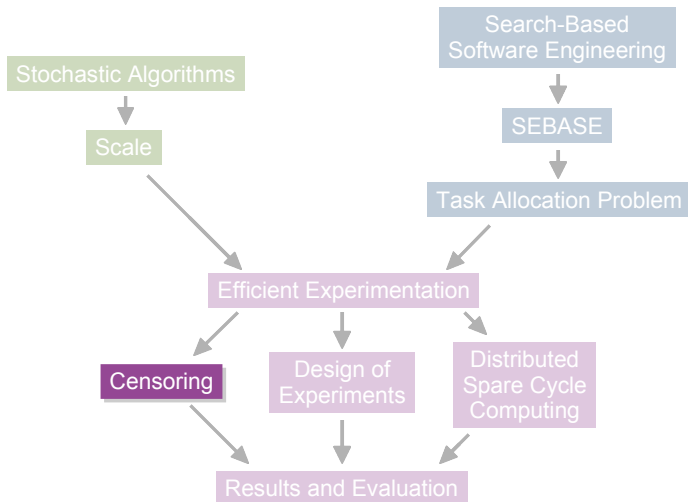 Search-Based
Software Engineering
Stochastic Algorithms
SEBASE
Scale
Task Allocation Problem
Efficient Experimentation
Censoring
Design of
Experiments
Distributed
Spare Cycle
Computing
Results and Evaluation